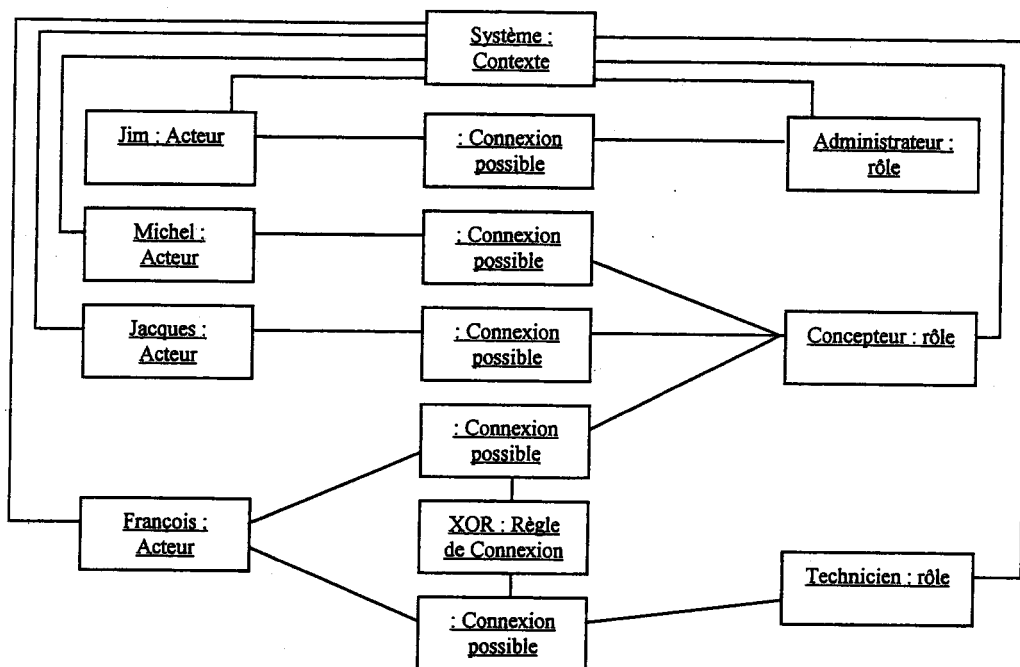 Système :
Contexte
Jim : Acteur
: Connexion
possible
Administrateur :
rôle
Michel :
Acteur
: Connexion
possible
Jacques :
Acteur
: Connexion
possible
Concepteur : rôle
: Connexion
possible
François :
Acteur
XOR : Règle
de Connexion
Technicien : rôle
: Connexion
possible